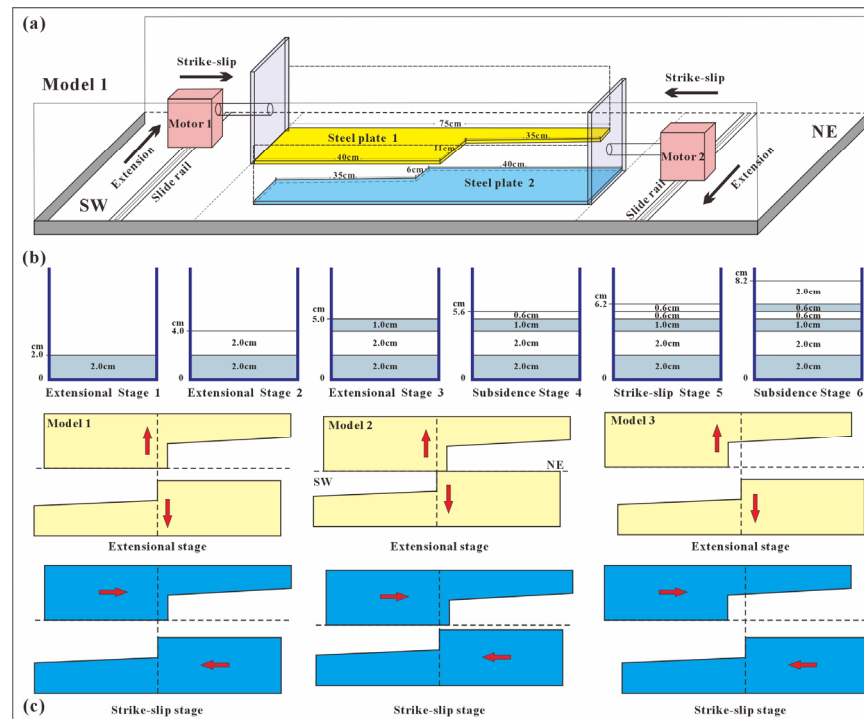 (a)
Model 1
Strike-slip
Strike-slip
Motor 1
Motor 2
Extension
Slide rail
SW
NE
75cm
Steel plate 1
35cm
11cm
40cm
6cm
40cm
35cm
Steel plate 2
Slide rail
Extension
(b)
cm
2.0
0
2.0cm
Extensional Stage 1
cm
4.0
0
2.0cm
2.0cm
Extensional Stage 2
cm
5.0
0
1.0cm
2.0cm
2.0cm
Extensional Stage 3
cm
5.6
0
0.6cm
1.0cm
2.0cm
2.0cm
Subsidence Stage 4
cm
6.2
0
0.6cm
0.6cm
1.0cm
2.0cm
2.0cm
Strike-slip Stage 5
cm
8.2
0
2.0cm
0.6cm
0.6cm
1.0cm
2.0cm
2.0cm
Subsidence Stage 6
Model 1
Model 2
Model 3
NE
SW
Extensional stage
Extensional stage
Extensional stage
Strike-slip stage
Strike-slip stage
Strike-slip stage
(c)